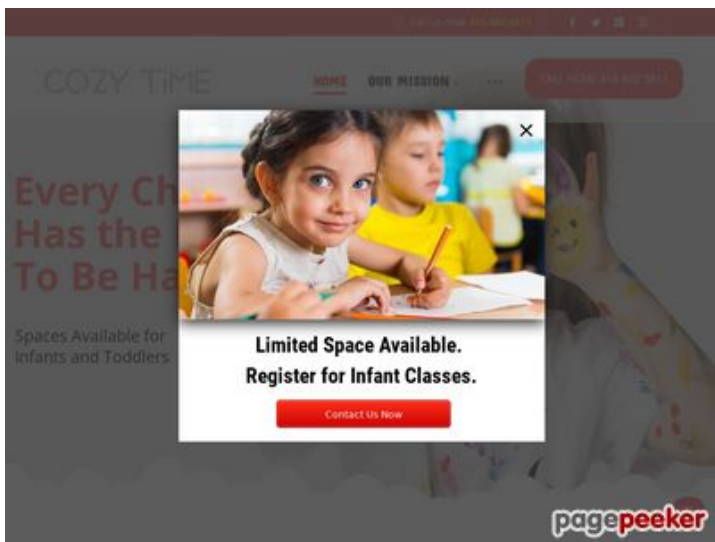 COZY TiME
HOME
OUR MISSION
Every Ch
Has the
To Be Ha
Spaces Available for
Infants and Toddlers
Limited Space Available.
Register for Infant Classes.
Contact Us Now
pagepeeker